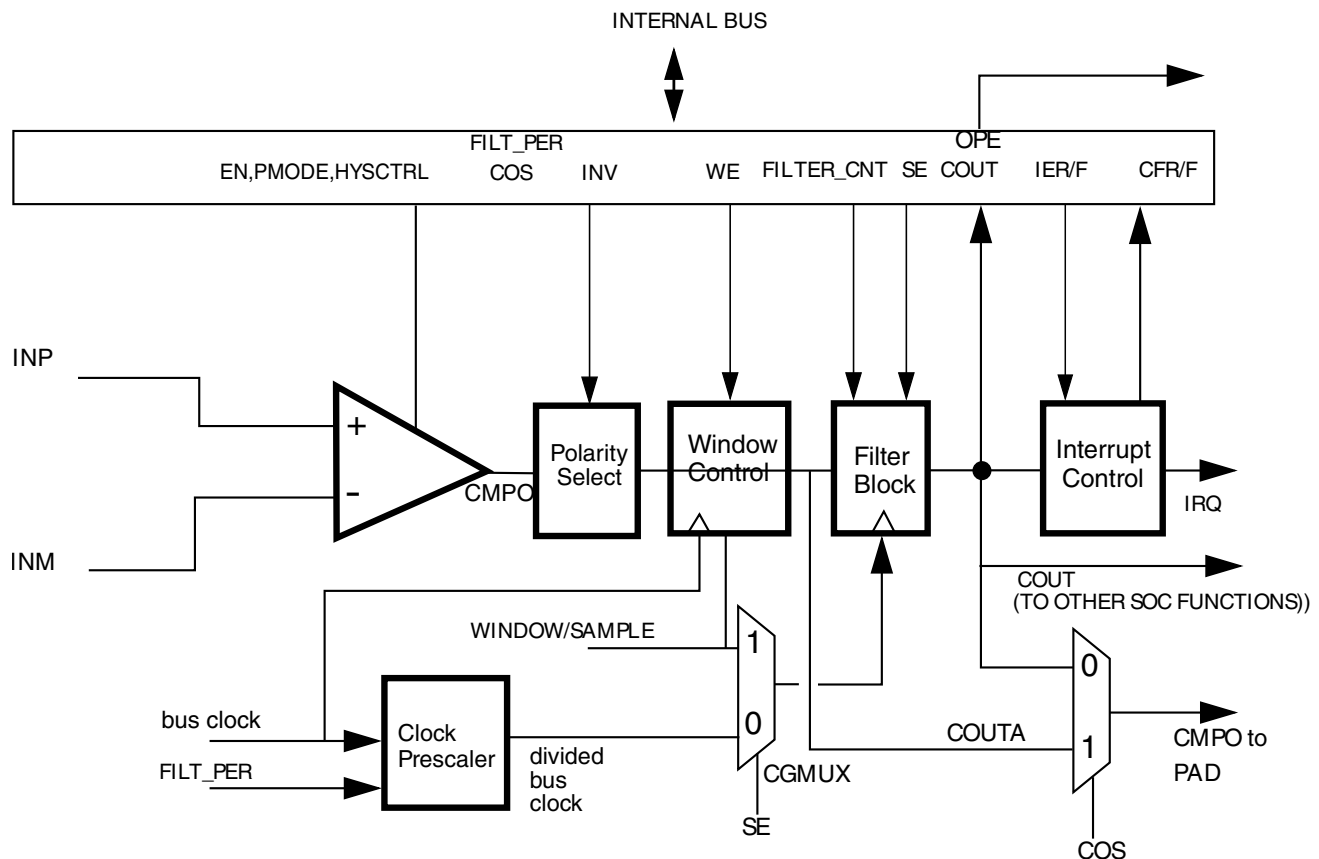 INTERNAL BUS
FILT_PER
OPE
EN,PMODE,HYSCTRL
COS
INV
WE
FILTER_CNT
SE
COUT
IER/F
CFR/F
INP
+
-
INM
CMPO
Polarity
Select
Window
Control
Filter
Block
Interrupt
Control
IRQ
COUT
(TO OTHER SOC FUNCTIONS))
WINDOW/SAMPLE
1
0
CGMUX
SE
bus clock
FILT_PER
Clock
Prescaler
divided
bus
clock
COUTA
0
1
CMPO to
PAD
COS